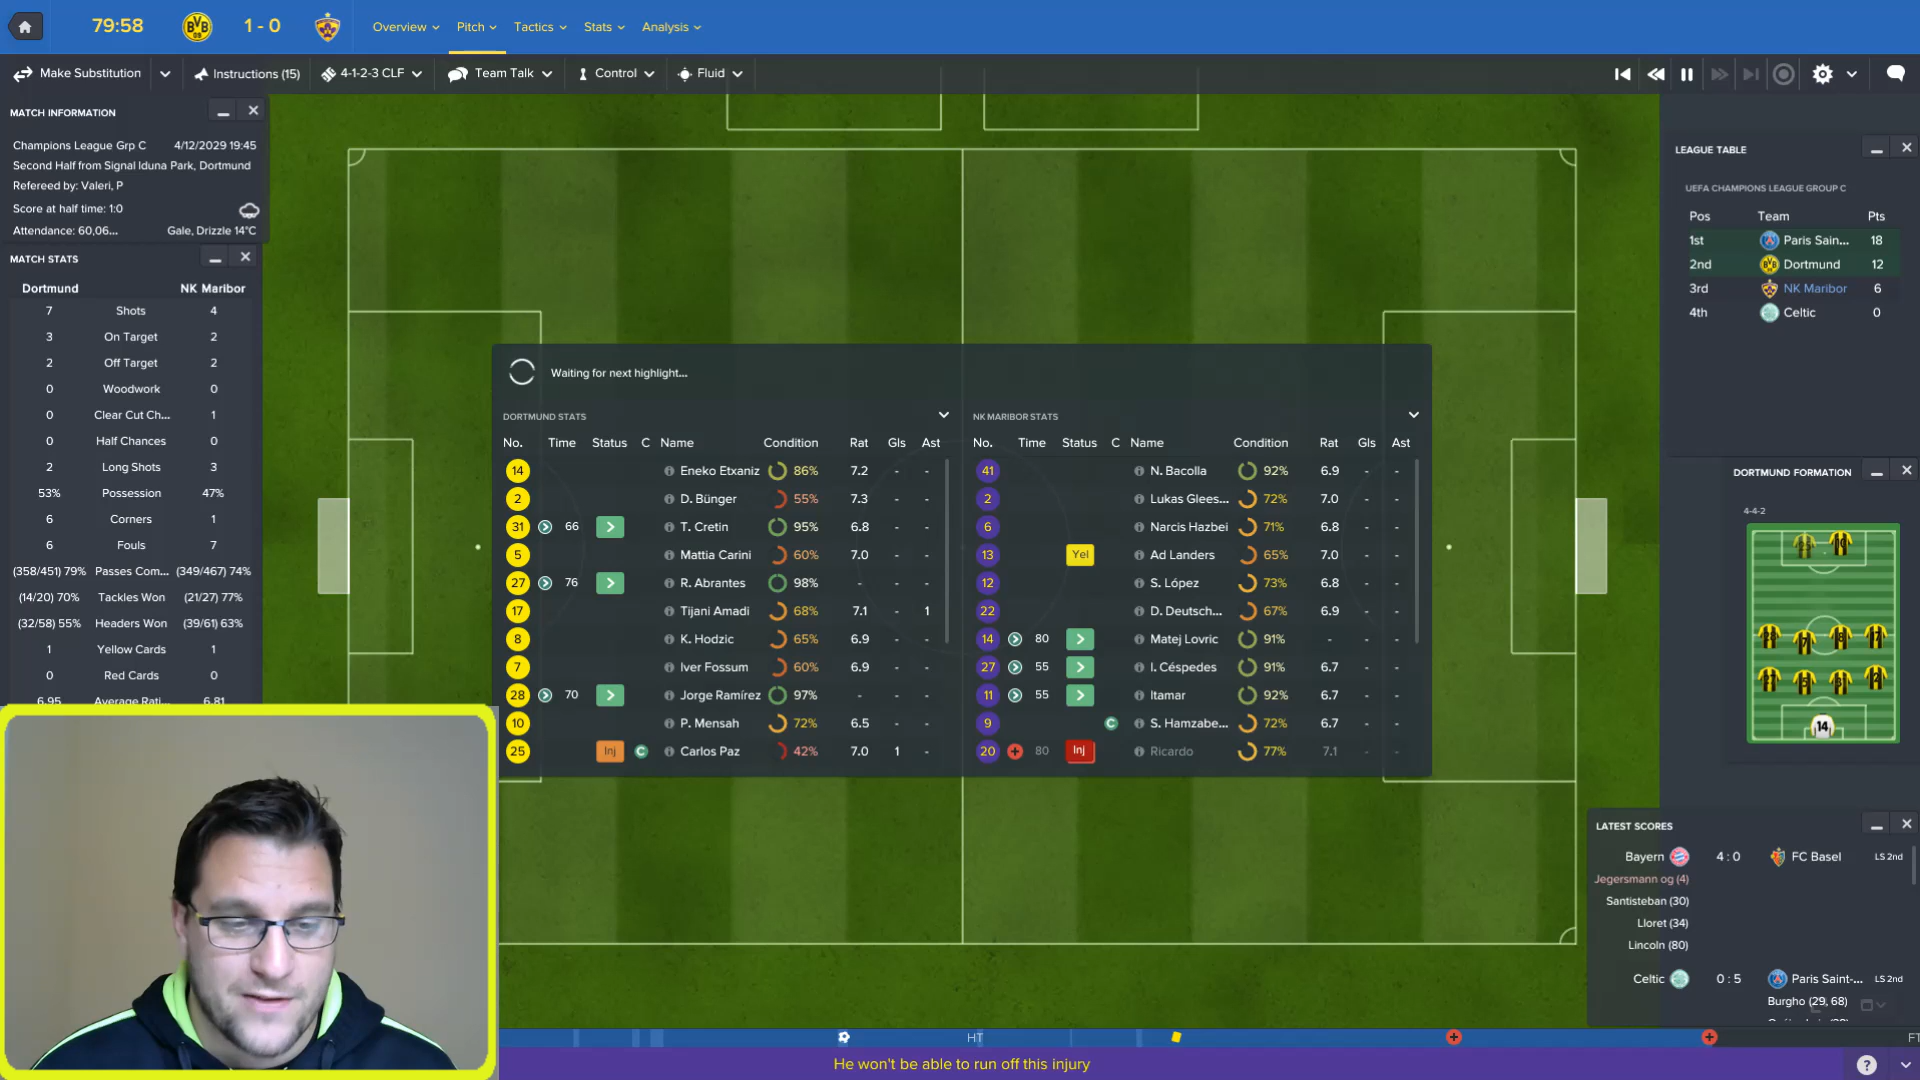 79:58 1 - 0 Overview Pitch Tactics Stats Analysis
Make Substitution Instructions (15) 4-1-2-3 CLF Team Talk Control Fluid
MATCH INFORMATION
Champions League Grp C 4/12/2029 19:45
Second Half from Signal Iduna Park, Dortmund
Refereed by: Valeri, P
Score at half time: 1:0
Attendance: 60,06... Gale, Drizzle 14°C
MATCH STATS
Dortmund NK Maribor
7 Shots 4
3 On Target 2
2 Off Target 2
0 Woodwork 0
0 Clear Cut Ch... 1
0 Half Chances 0
2 Long Shots 3
53% Possession 47%
6 Corners 1
6 Fouls 7
(358/451) 79% Passes Com... (349/467) 74%
(14/20) 70% Tackles Won (21/27) 77%
(32/58) 55% Headers Won (39/61) 63%
1 Yellow Cards 1
0 Red Cards 0
6.95 Average Rati... 6.81
Waiting for next highlight...
DORTMUND STATS
No. Time Status C Name Condition Rat Gls Ast
14 Eneko Etxaniz 86% 7.2 - -
2 D. Bünger 55% 7.3 - -
31 66 T. Cretin 95% 6.8 - -
5 Mattia Carini 60% 7.0 - -
27 76 R. Abrantes 98% - - -
17 Tijani Amadi 68% 7.1 - 1
8 K. Hodzic 65% 6.9 - -
7 Iver Fossum 60% 6.9 - -
28 70 Jorge Ramírez 97% - - -
10 P. Mensah 72% 6.5 - -
25 Inj C Carlos Paz 42% 7.0 1 -
NK MARIBOR STATS
No. Time Status C Name Condition Rat Gls Ast
41 N. Bacolla 92% 6.9 - -
2 Lukas Glees... 72% 7.0 - -
6 Narcis Hazbei 71% 6.8 - -
13 Yel Ad Landers 65% 7.0 - -
12 S. López 73% 6.8 - -
22 D. Deutsch... 67% 6.9 - -
14 80 Matej Lovric 91% - - -
27 55 I. Céspedes 91% 6.7 - -
11 55 Itamar 92% 6.7 - -
9 C S. Hamzabe... 72% 6.7 - -
20 80 Inj Ricardo 77% 7.1 - -
LEAGUE TABLE
UEFA CHAMPIONS LEAGUE GROUP C
Pos Team Pts
1st Paris Sain... 18
2nd Dortmund 12
3rd NK Maribor 6
4th Celtic 0
DORTMUND FORMATION
4-4-2
25 10
28 7 8 17
27 5 31 2
14
LATEST SCORES
Bayern 4 : 0 FC Basel LS 2nd
Jegersmann og (4)
Santisteban (30)
Lloret (34)
Lincoln (80)
Celtic 0 : 5 Paris Saint-... LS 2nd
Burgho (29, 68)
HT FT
He won't be able to run off this injury
?